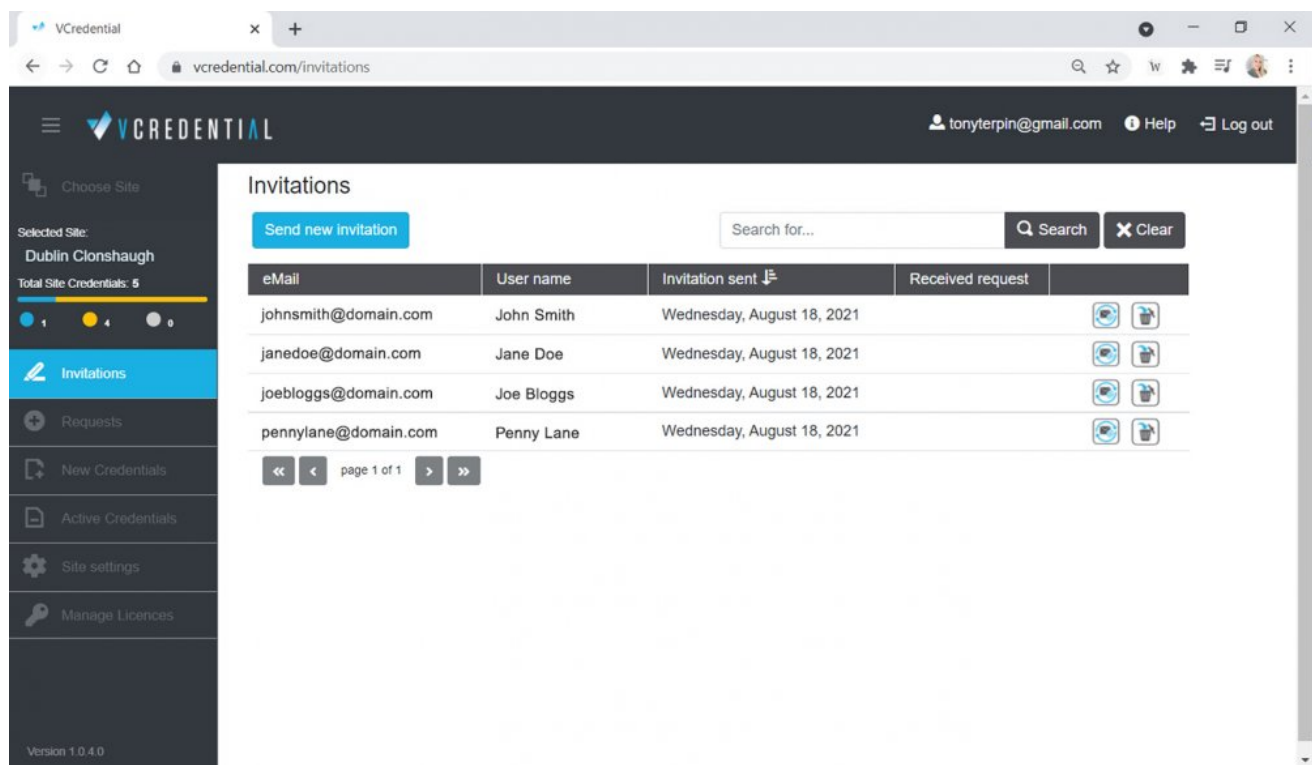 VCredential
vcredential.com/invitations
VCREDENTIAL
tonyterpin@gmail.com Help Log out
Choose Site
Selected Site:
Dublin Clonshaugh
Total Site Credentials: 5
1 4 0
Invitations
Requests
New Credentials
Active Credentials
Site settings
Manage Licences
Version 1.0.4.0
Invitations
Send new invitation
Search for... Search Clear
eMail User name Invitation sent Received request
johnsmith@domain.com John Smith Wednesday, August 18, 2021
janedoe@domain.com Jane Doe Wednesday, August 18, 2021
joebloggs@domain.com Joe Bloggs Wednesday, August 18, 2021
pennylane@domain.com Penny Lane Wednesday, August 18, 2021
« ‹ page 1 of 1 › »